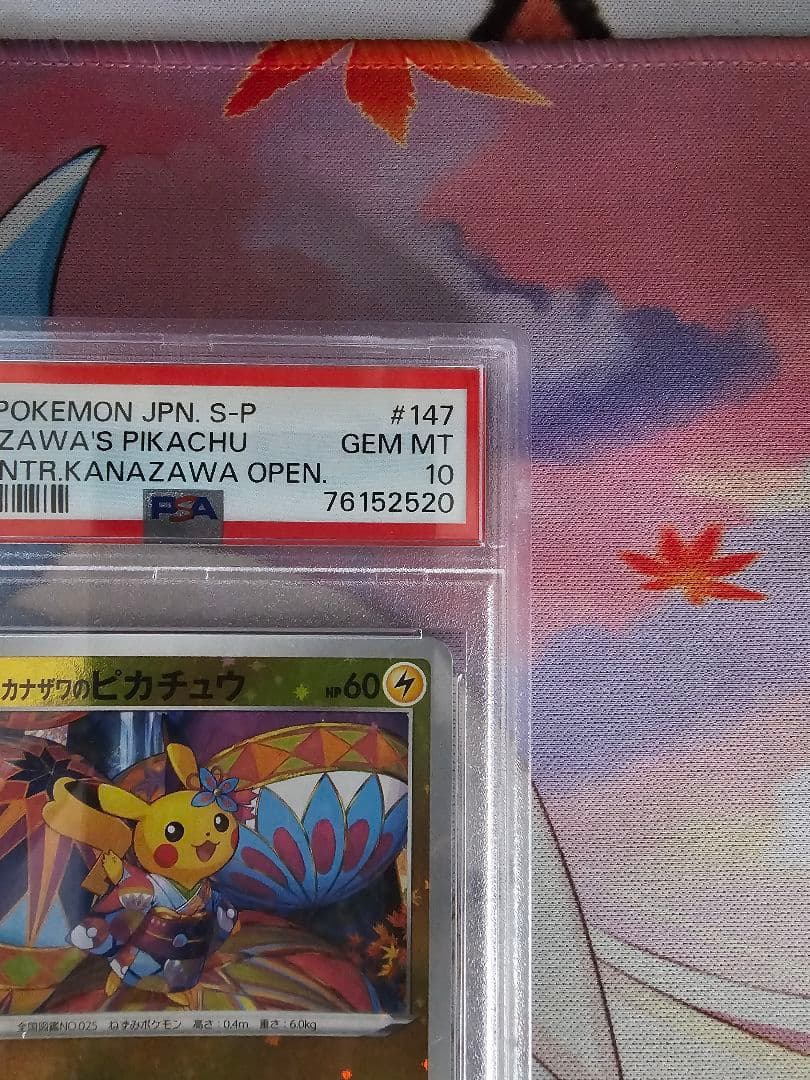 POKEMON JPN. S-P #147
ZAWA'S PIKACHU GEM MT
NTR.KANAZAWA OPEN. 10
PSA 76152520
カナザワのピカチュウ HP60
全国図鑑NO.025 ねずみポケモン 高さ:0.4m 重さ:6.0kg